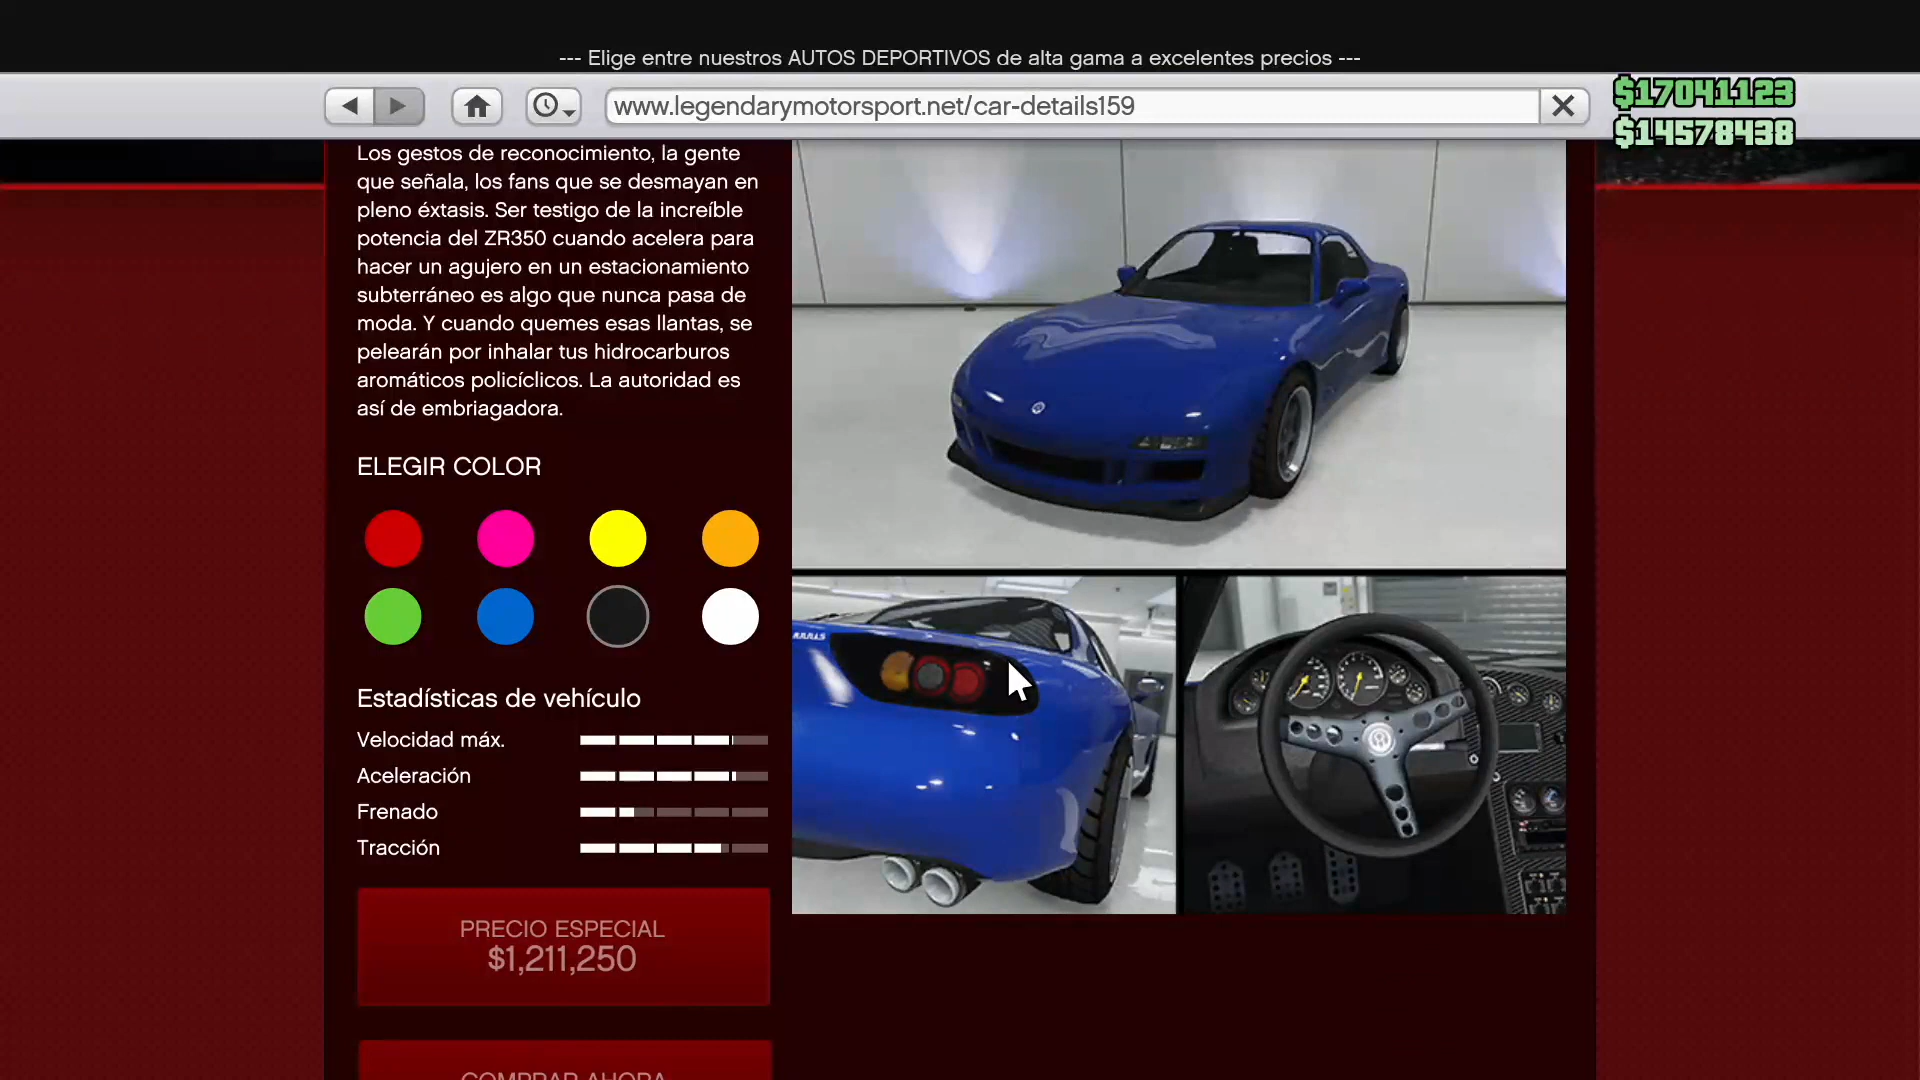 --- Elige entre nuestros AUTOS DEPORTIVOS de alta gama a excelentes precios ---
www.legendarymotorsport.net/car-details159
$17041123
$14578438
Los gestos de reconocimiento, la gente
que señala, los fans que se desmayan en
pleno éxtasis. Ser testigo de la increíble
potencia del ZR350 cuando acelera para
hacer un agujero en un estacionamiento
subterráneo es algo que nunca pasa de
moda. Y cuando quemes esas llantas, se
pelearán por inhalar tus hidrocarburos
aromáticos policíclicos. La autoridad es
así de embriagadora.
ELEGIR COLOR
Estadísticas de vehículo
Velocidad máx.
Aceleración
Frenado
Tracción
PRECIO ESPECIAL
$1,211,250
COMPRAR AHORA